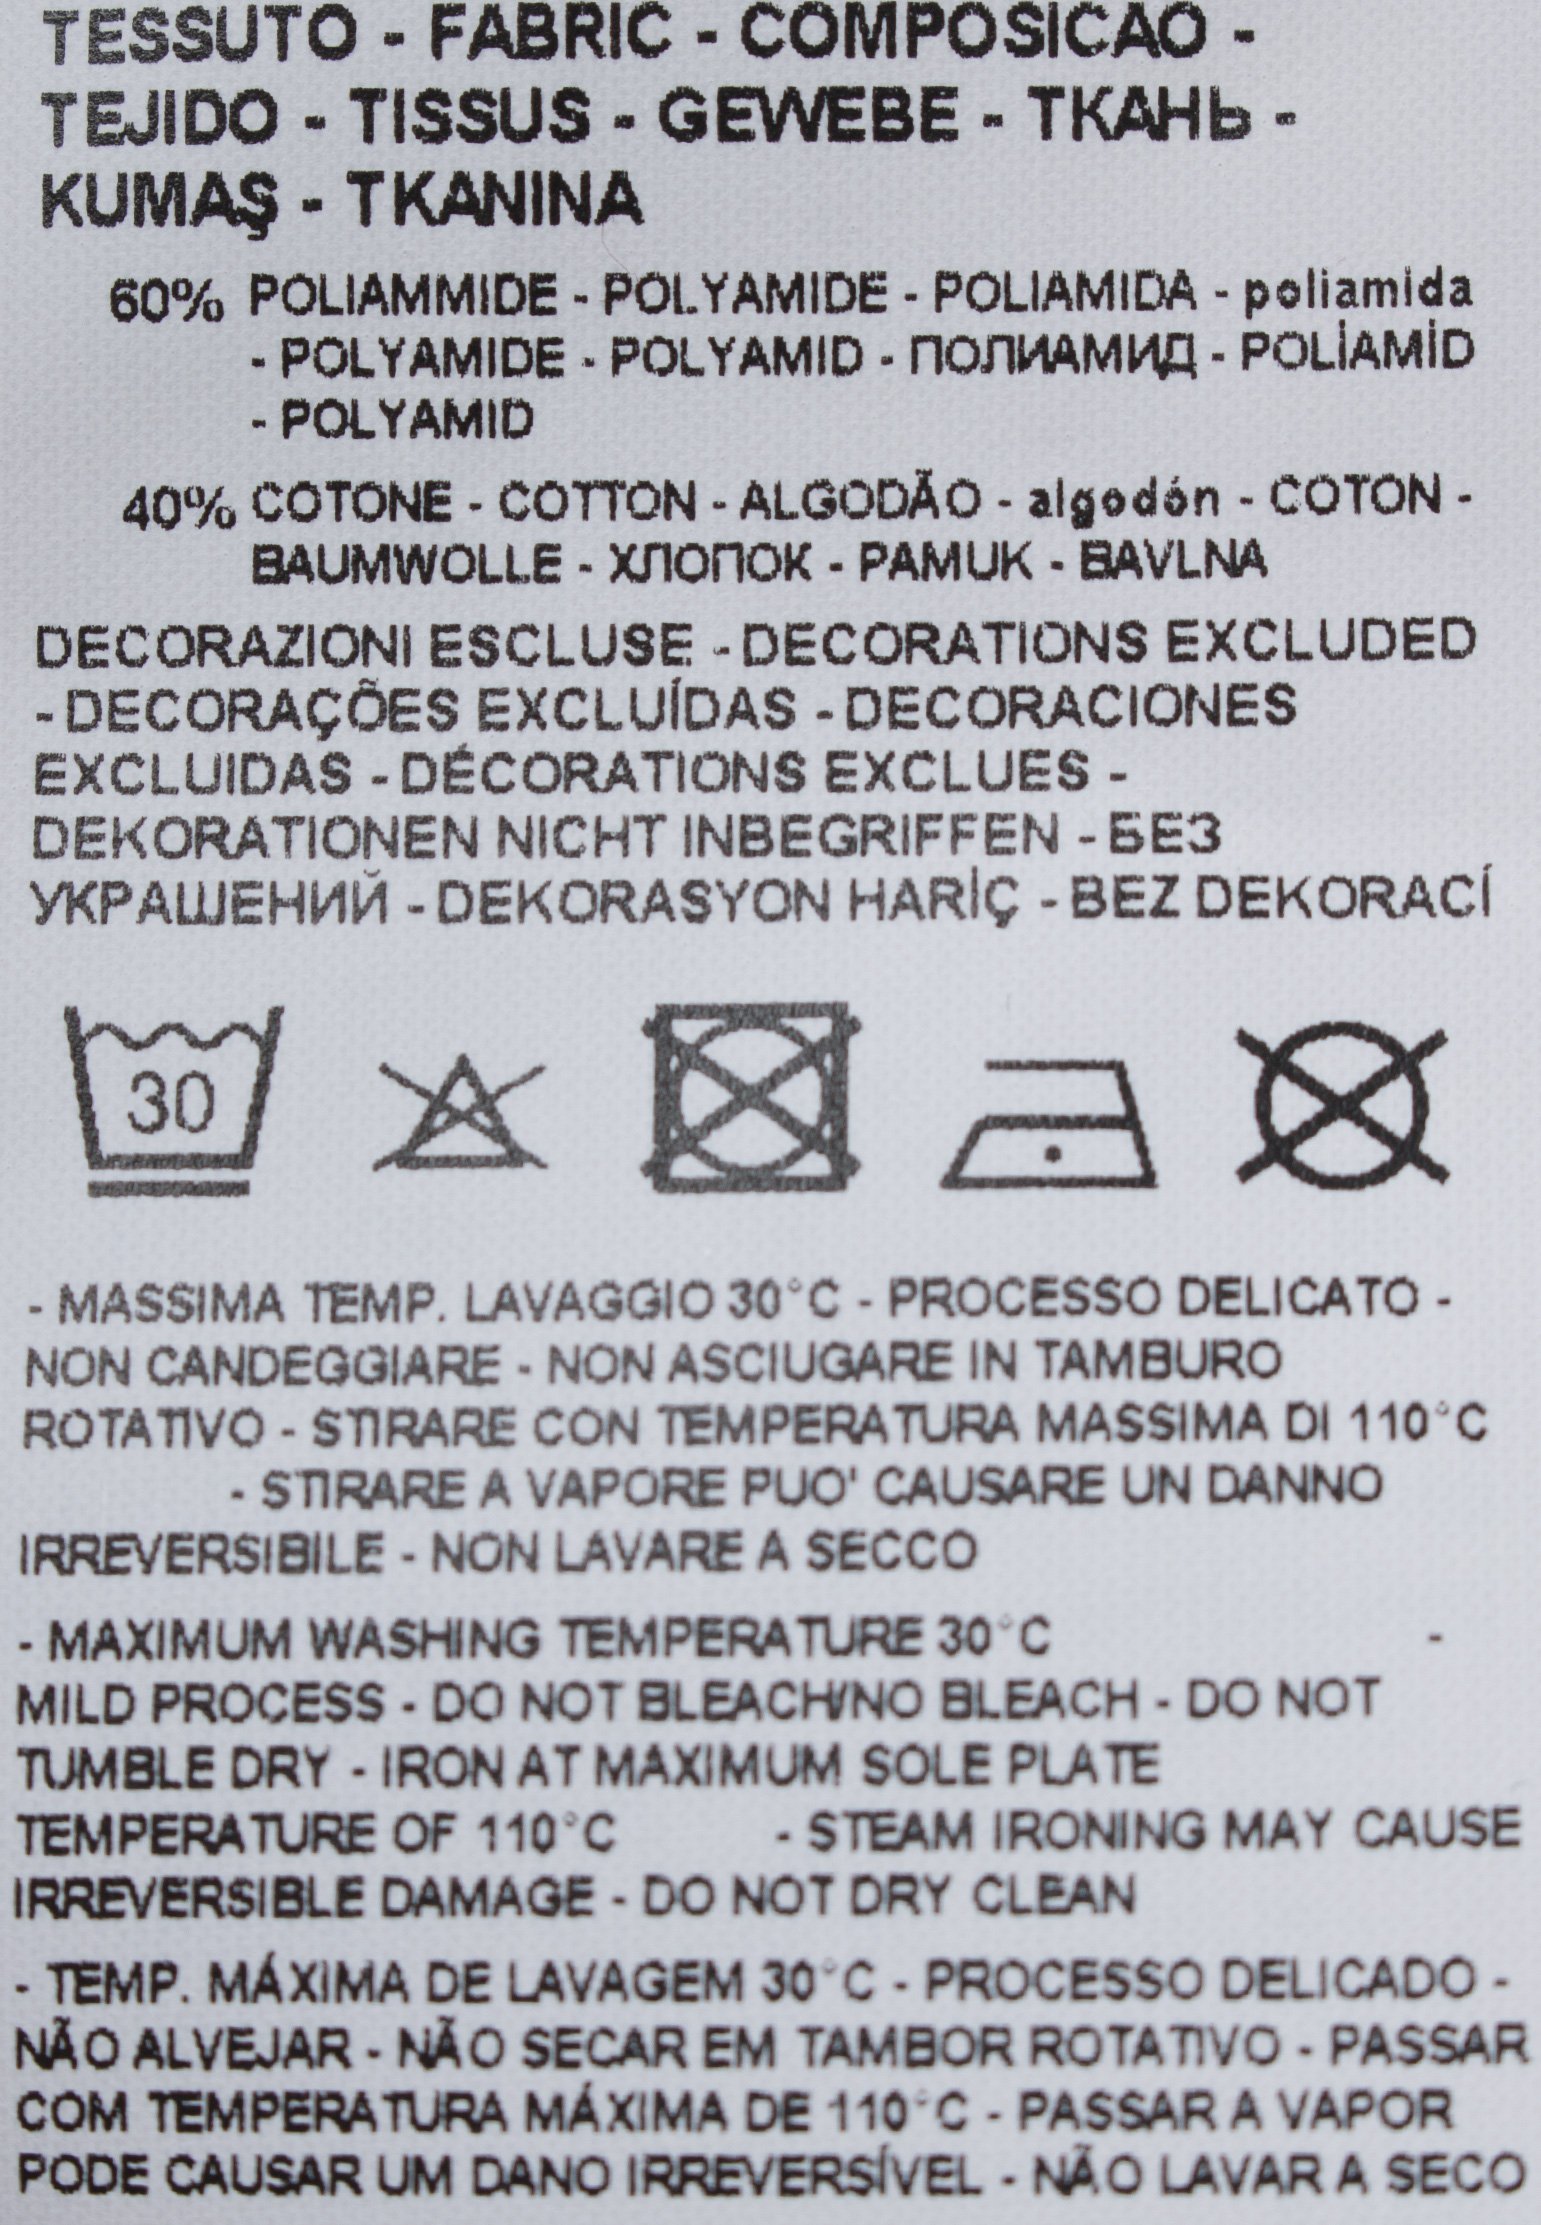 TESSUTO - FABRIC - COMPOSICAO -
TEJIDO - TISSUS - GEWEBE - ТКАНЬ -
KUMAŞ - TKANINA
60% POLIAMMIDE - POLYAMIDE - POLIAMIDA - poliamida
- POLYAMIDE - POLYAMID - ПОЛИАМИД - POLİAMİD
- POLYAMID
40% COTONE - COTTON - ALGODÃO - algodón - COTON -
BAUMWOLLE - ХЛОПОК - PAMUK - BAVLNA
DECORAZIONI ESCLUSE - DECORATIONS EXCLUDED
- DECORAÇÕES EXCLUÍDAS - DECORACIONES
EXCLUIDAS - DÉCORATIONS EXCLUES -
DEKORATIONEN NICHT INBEGRIFFEN - БЕЗ
УКРАШЕНИЙ - DEKORASYON HARİÇ - BEZ DEKORACÍ
30
- MASSIMA TEMP. LAVAGGIO 30°C - PROCESSO DELICATO -
NON CANDEGGIARE - NON ASCIUGARE IN TAMBURO
ROTATIVO - STIRARE CON TEMPERATURA MASSIMA DI 110°C
- STIRARE A VAPORE PUO' CAUSARE UN DANNO
IRREVERSIBILE - NON LAVARE A SECCO
- MAXIMUM WASHING TEMPERATURE 30°C -
MILD PROCESS - DO NOT BLEACH/NO BLEACH - DO NOT
TUMBLE DRY - IRON AT MAXIMUM SOLE PLATE
TEMPERATURE OF 110°C - STEAM IRONING MAY CAUSE
IRREVERSIBLE DAMAGE - DO NOT DRY CLEAN
- TEMP. MÁXIMA DE LAVAGEM 30°C - PROCESSO DELICADO -
NÃO ALVEJAR - NÃO SECAR EM TAMBOR ROTATIVO - PASSAR
COM TEMPERATURA MÁXIMA DE 110°C - PASSAR A VAPOR
PODE CAUSAR UM DANO IRREVERSÍVEL - NÃO LAVAR A SECO